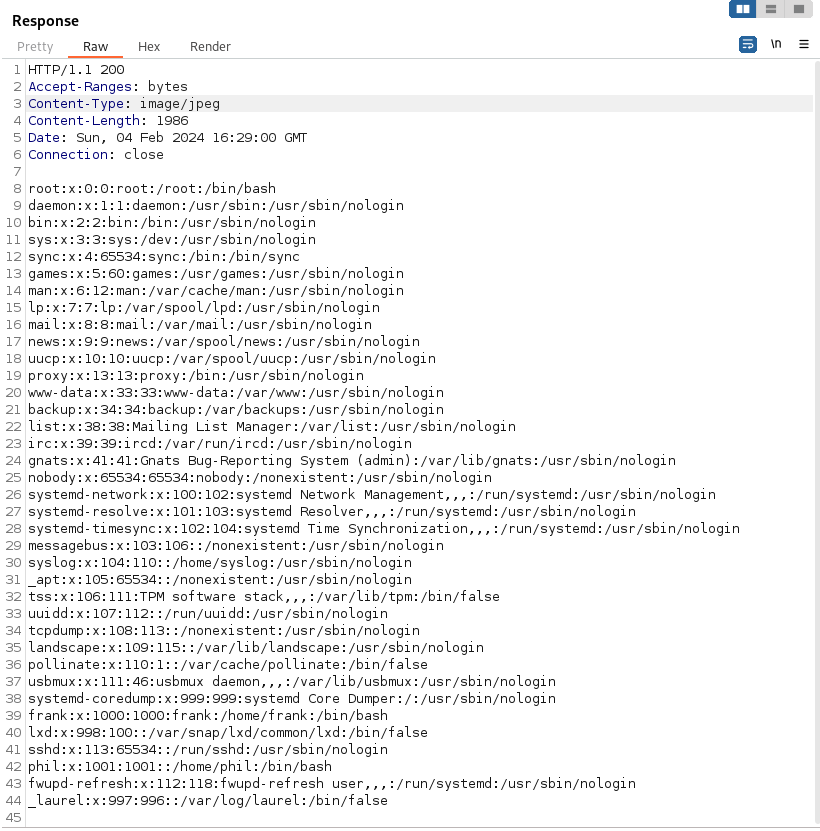 Response
Pretty Raw Hex Render \n
1 HTTP/1.1 200
2 Accept-Ranges: bytes
3 Content-Type: image/jpeg
4 Content-Length: 1986
5 Date: Sun, 04 Feb 2024 16:29:00 GMT
6 Connection: close
7
8 root:x:0:0:root:/root:/bin/bash
9 daemon:x:1:1:daemon:/usr/sbin:/usr/sbin/nologin
10 bin:x:2:2:bin:/bin:/usr/sbin/nologin
11 sys:x:3:3:sys:/dev:/usr/sbin/nologin
12 sync:x:4:65534:sync:/bin:/bin/sync
13 games:x:5:60:games:/usr/games:/usr/sbin/nologin
14 man:x:6:12:man:/var/cache/man:/usr/sbin/nologin
15 lp:x:7:7:lp:/var/spool/lpd:/usr/sbin/nologin
16 mail:x:8:8:mail:/var/mail:/usr/sbin/nologin
17 news:x:9:9:news:/var/spool/news:/usr/sbin/nologin
18 uucp:x:10:10:uucp:/var/spool/uucp:/usr/sbin/nologin
19 proxy:x:13:13:proxy:/bin:/usr/sbin/nologin
20 www-data:x:33:33:www-data:/var/www:/usr/sbin/nologin
21 backup:x:34:34:backup:/var/backups:/usr/sbin/nologin
22 list:x:38:38:Mailing List Manager:/var/list:/usr/sbin/nologin
23 irc:x:39:39:ircd:/var/run/ircd:/usr/sbin/nologin
24 gnats:x:41:41:Gnats Bug-Reporting System (admin):/var/lib/gnats:/usr/sbin/nologin
25 nobody:x:65534:65534:nobody:/nonexistent:/usr/sbin/nologin
26 systemd-network:x:100:102:systemd Network Management,,,:/run/systemd:/usr/sbin/nologin
27 systemd-resolve:x:101:103:systemd Resolver,,,:/run/systemd:/usr/sbin/nologin
28 systemd-timesync:x:102:104:systemd Time Synchronization,,,:/run/systemd:/usr/sbin/nologin
29 messagebus:x:103:106::/nonexistent:/usr/sbin/nologin
30 syslog:x:104:110::/home/syslog:/usr/sbin/nologin
31 _apt:x:105:65534::/nonexistent:/usr/sbin/nologin
32 tss:x:106:111:TPM software stack,,,:/var/lib/tpm:/bin/false
33 uuidd:x:107:112::/run/uuidd:/usr/sbin/nologin
34 tcpdump:x:108:113::/nonexistent:/usr/sbin/nologin
35 landscape:x:109:115::/var/lib/landscape:/usr/sbin/nologin
36 pollinate:x:110:1::/var/cache/pollinate:/bin/false
37 usbmux:x:111:46:usbmux daemon,,,:/var/lib/usbmux:/usr/sbin/nologin
38 systemd-coredump:x:999:999:systemd Core Dumper:/:/usr/sbin/nologin
39 frank:x:1000:1000:frank:/home/frank:/bin/bash
40 lxd:x:998:100::/var/snap/lxd/common/lxd:/bin/false
41 sshd:x:113:65534::/run/sshd:/usr/sbin/nologin
42 phil:x:1001:1001::/home/phil:/bin/bash
43 fwupd-refresh:x:112:118:fwupd-refresh user,,,:/run/systemd:/usr/sbin/nologin
44 _laurel:x:997:996::/var/log/laurel:/bin/false
45